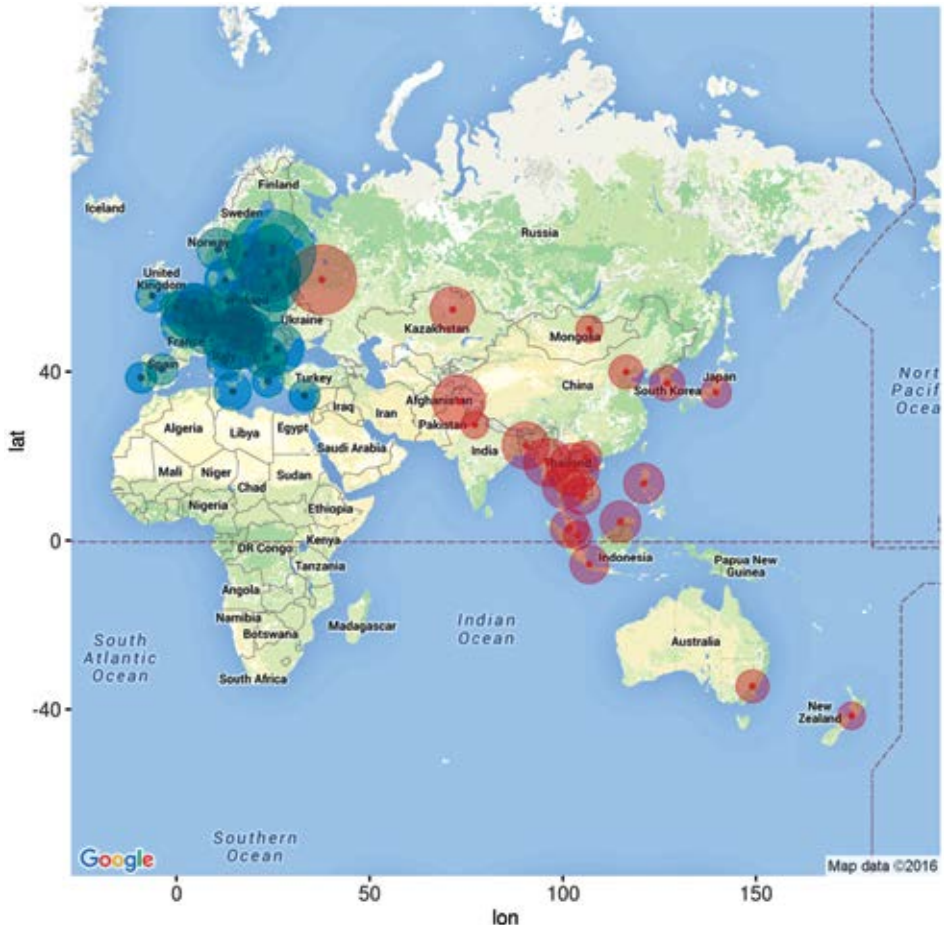 Finland
Iceland
Sweden
Russia
Norway
United
Kingdom
Ukraine
Kazakhstan
Mongolia
France
Italy
Spain
Turkey
40
China
South Korea
Japan
North
Pacif
Ocea
Afghanistan
Iraq
Iran
Pakistan
Algeria
Libya
Egypt
Saudi Arabia
India
Thailand
Mali
Niger
Chad
Sudan
Nigeria
Ethiopia
lat
0
DR Congo
Kenya
Tanzania
Indonesia
Papua New
Guinea
Angola
Namibia
Botswana
Madagascar
Indian
Ocean
Australia
South
Atlantic
Ocean
South Africa
-40
New
Zealand
Southern
Ocean
Google
Map data ©2016
0
50
100
150
lon